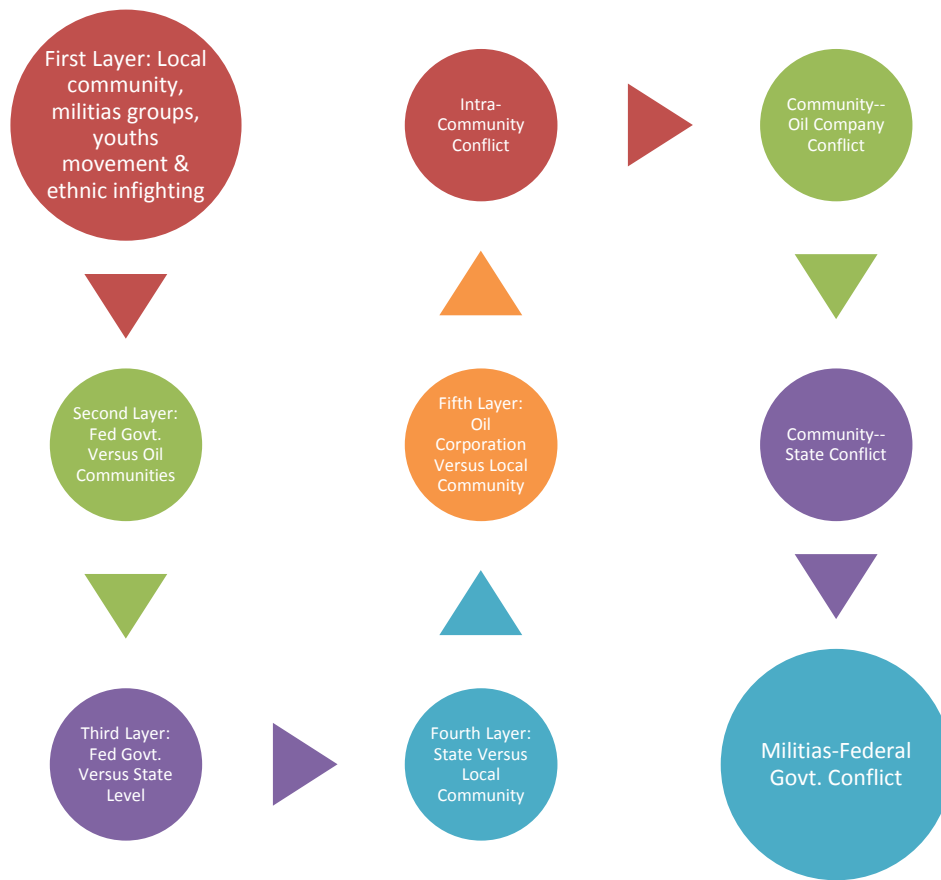 First Layer: Local
community,
militias groups,
youths
movement &
ethnic infighting
Second Layer:
Fed Govt.
Versus Oil
Communities
Third Layer:
Fed Govt.
Versus State
Level
Fourth Layer:
State Versus
Local
Community
Fifth Layer:
Oil
Corporation
Versus Local
Community
Intra-
Community
Conflict
Community--
Oil Company
Conflict
Community--
State Conflict
Militias-Federal
Govt. Conflict